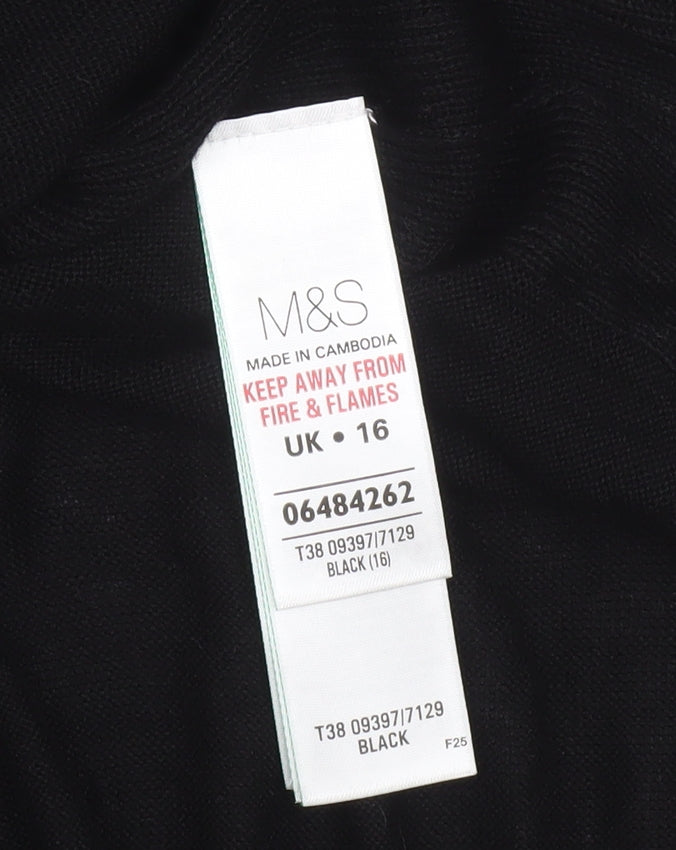 M&S
MADE IN CAMBODIA
KEEP AWAY FROM
FIRE & FLAMES
UK • 16
06484262
T38 09397/7129
BLACK (16)
T38 09397/7129
BLACK
F25